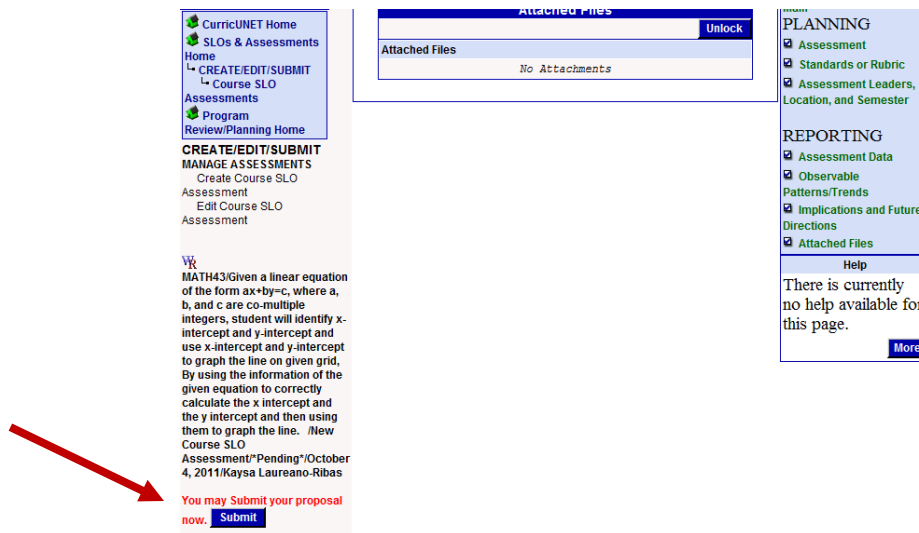 CurricUNET Home
SLOs & Assessments
Home
CREATE/EDIT/SUBMIT
Course SLO
Assessments
Program
Review/Planning Home
CREATE/EDIT/SUBMIT
MANAGE ASSESSMENTS
Create Course SLO
Assessment
Edit Course SLO
Assessment
WR
MATH43/Given a linear equation
of the form ax+by=c, where a,
b, and c are co-multiple
integers, student will identify x-
intercept and y-intercept and
use x-intercept and y-intercept
to graph the line on given grid,
By using the information of the
given equation to correctly
calculate the x intercept and
the y intercept and then using
them to graph the line. /New
Course SLO
Assessment/*Pending*/October
4, 2011/Kaysa Laureano-Ribas
You may Submit your proposal
now. Submit
Attached Files
Unlock
Attached Files
No Attachments
Main
PLANNING
Assessment
Standards or Rubric
Assessment Leaders,
Location, and Semester
REPORTING
Assessment Data
Observable
Patterns/Trends
Implications and Future
Directions
Attached Files
Help
There is currently
no help available for
this page.
More